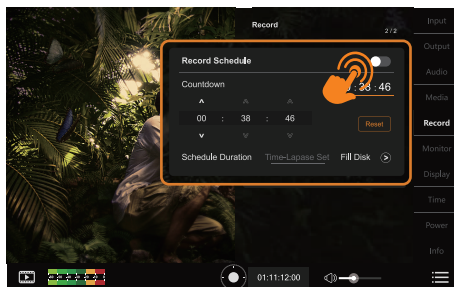 Record
2/2
Input
Output
Audio
Media
Record
Monitor
Display
Time
Power
Info
Record Schedule
Countdown
: 38 : 46
00 : 38 : 46
Reset
Schedule Duration Time-Lapase Set Fill Disk
01:11:12:00